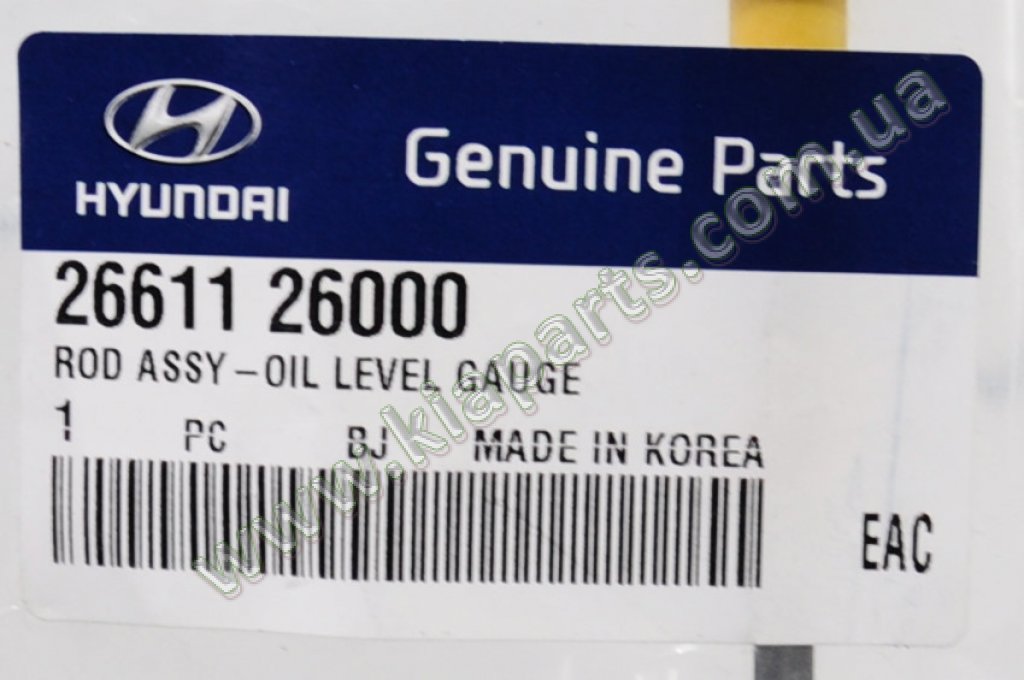 HYUNDAI
Genuine Parts
26611 26000
ROD ASSY-OIL LEVEL GAUGE
1 PC BJ MADE IN KOREA
EAC
www.kiaparts.com.ua